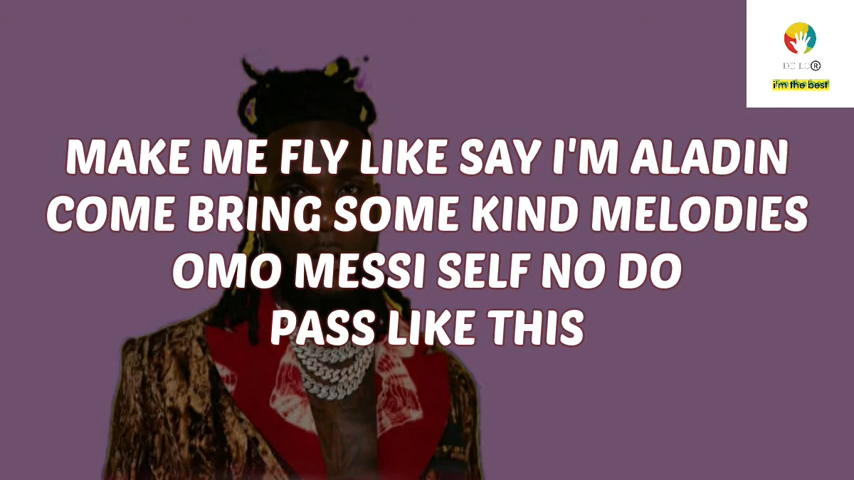 ®
i'm the best
MAKE ME FLY LIKE SAY I'M ALADIN
COME BRING SOME KIND MELODIES
OMO MESSI SELF NO DO
PASS LIKE THIS